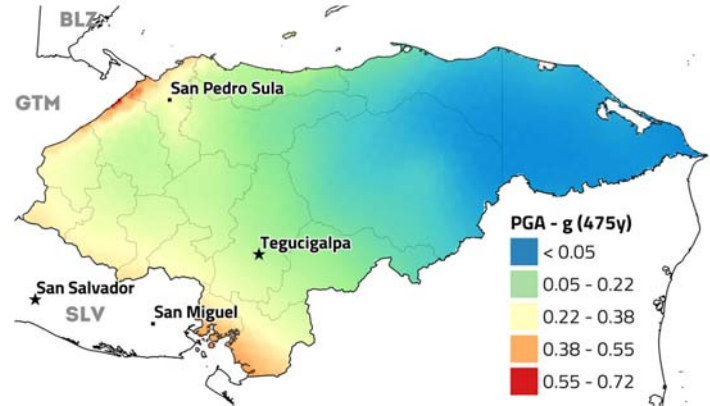 BLZ
GTM
San Pedro Sula
Tegucigalpa
San Salvador
SLV
San Miguel
PGA - g (475y)
< 0.05
0.05 - 0.22
0.22 - 0.38
0.38 - 0.55
0.55 - 0.72